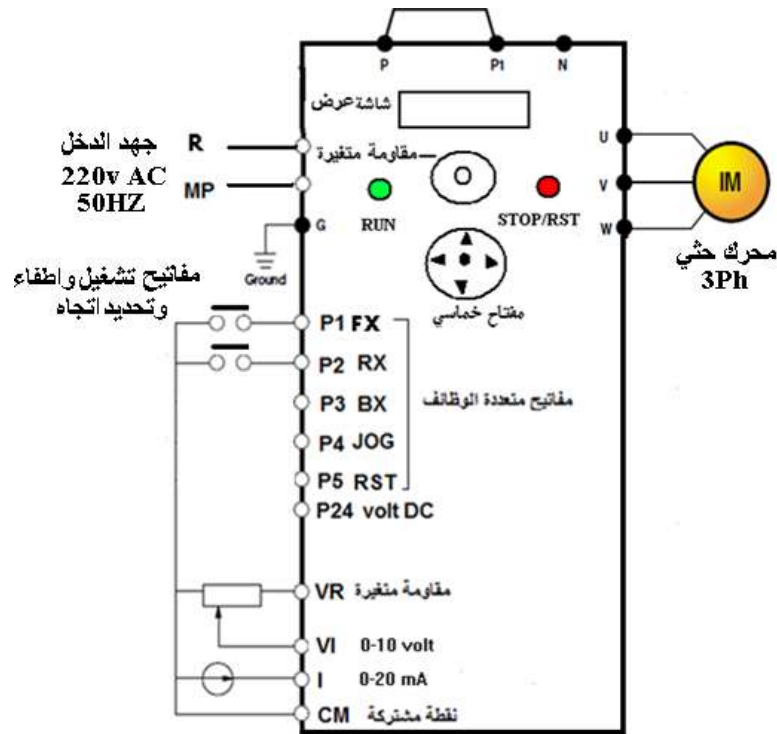 P P1 N
شاشة عرض
جهد الدخل
220v AC
50HZ
R
MP
G
Ground
مقاومة متغيرة
RUN
STOP/RST
مفتاح خماسي
U
V
W
IM
محرك حثي
3Ph
مفاتيح تشغيل واطفاء
وتحديد اتجاه
P1 FX
P2 RX
P3 BX
P4 JOG
P5 RST
مفاتيح متعددة الوظائف
P24 volt DC
VR مقاومة متغيرة
VI 0-10 volt
I 0-20 mA
CM نقطة مشتركة